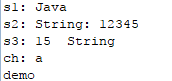 s1: Java
s2: String: 12345
s3: 15  String
ch: a
demo